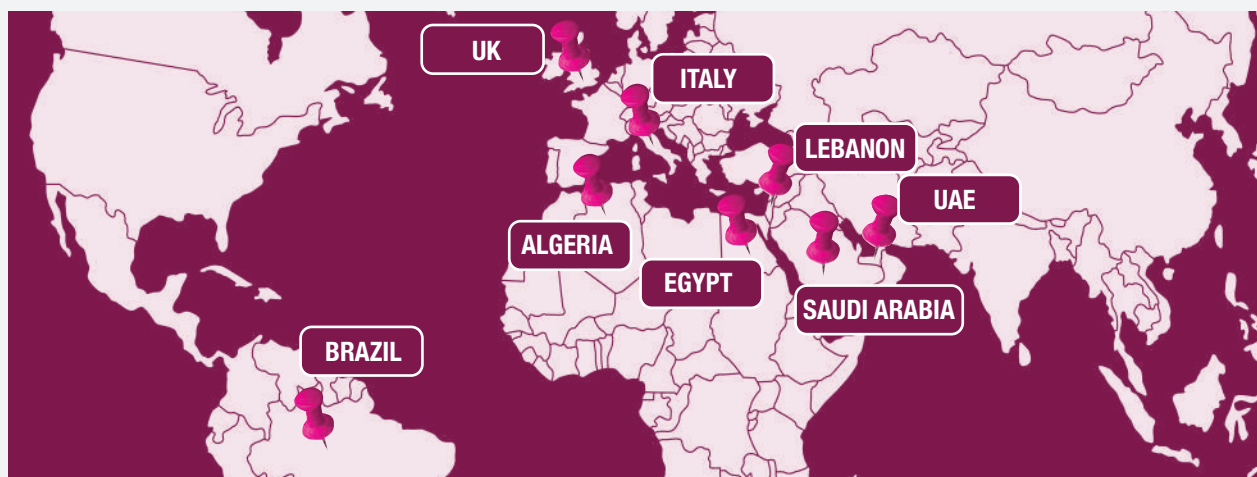 UK
ITALY
LEBANON
UAE
ALGERIA
EGYPT
SAUDI ARABIA
BRAZIL